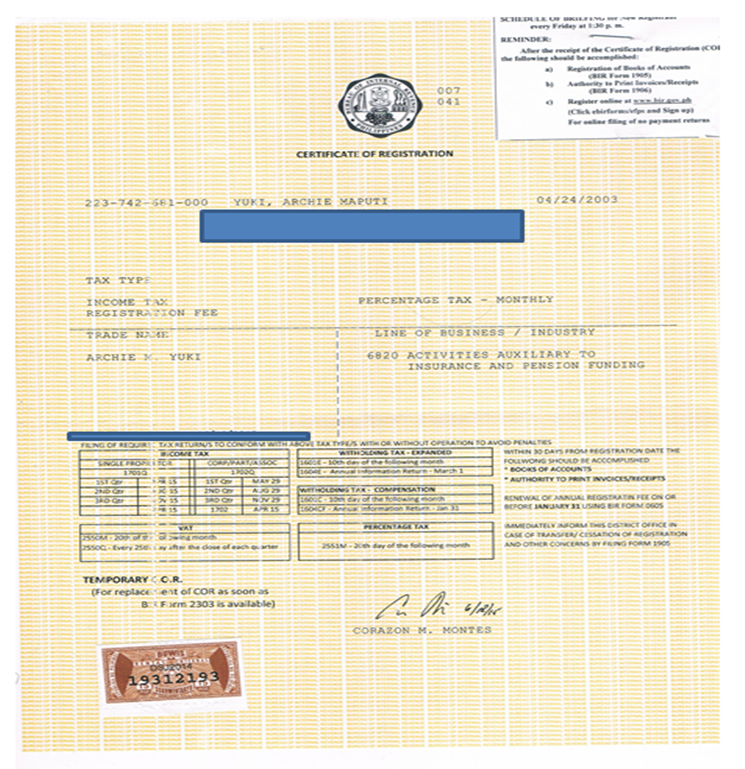 SCHEDULE OF BRIEFING for New Registrant
every Friday at 1:30 p. m.
REMINDER:
After the receipt of the Certificate of Registration (COR
the following should be accomplished:
a) Registration of Books of Accounts
(BIR Form 1905)
b) Authority to Print Invoices/Receipts
(BIR Form 1906)
c) Register online at www.bir.gov.ph
(Click ebirforms/efps and Sign up)
For online filing of no payment returns
BUREAU OF INTERNAL REVENUE
PHILIPPINES
007
041
CERTIFICATE OF REGISTRATION
223-742-681-000 YUKI, ARCHIE MAPUTI 04/24/2003
TAX TYPE
INCOME TAX PERCENTAGE TAX - MONTHLY
REGISTRATION FEE
TRADE NAME LINE OF BUSINESS / INDUSTRY
ARCHIE M. YUKI 6820 ACTIVITIES AUXILIARY TO
INSURANCE AND PENSION FUNDING
FILING OF REQUIRED TAX RETURN/S TO CONFORM WITH ABOVE TAX TYPE/S WITH OR WITHOUT OPERATION TO AVOID PENALTIES
INCOME TAX
SINGLE PROPRIETOR CORP/PART/ASSOC
1701Q 1702Q
1ST Qtr APR 15 1ST Qtr MAY 29
2ND Qtr 15 2ND Qtr AUG 29
3RD Qtr 15 3RD Qtr NOV 29
APR 15 1702 APR 15
VAT
2550M - 20th of the following month
2550Q - Every 25th day after the close of each quarter
WITHHOLDING TAX - EXPANDED
1601E - 10th day of the following month
1604E - Annual Information Return - March 1
WITHHOLDING TAX - COMPENSATION
1601C - 10th day of the following month
1604CF - Annual Information Return - Jan 31
PERCENTAGE TAX
2551M - 20th day of the following month
WITHIN 30 DAYS FROM REGISTRATION DATE THE
FOLLWONG SHOULD BE ACCOMPLISHED
* BOOKS OF ACCOUNTS
* AUTHORITY TO PRINT INVOICES/RECEIPTS
RENEWAL OF ANNUAL REGISTRATIN FEE ON OR
BEFORE JANUARY 31 USING BIR FORM 0605
IMMEDIATELY INFORM THIS DISTRICT OFFICE IN
CASE OF TRANSFER/ CESSATION OF REGISTRATION
AND OTHER CONCERNS BY FILING FORM 1905
TEMPORARY C.O.R.
(For replacement of COR as soon as
BIR Form 2303 is available)
CORAZON M. MONTES
19312193